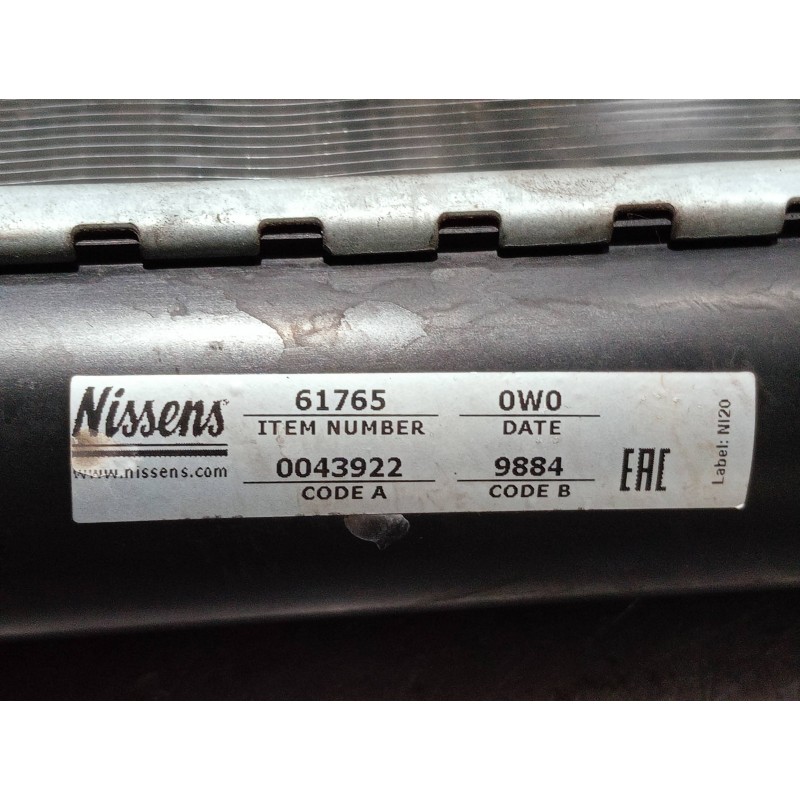 Nissens
www.nissens.com
61765
ITEM NUMBER
0W0
DATE
0043922
CODE A
9884
CODE B
EAC
Label: NI20